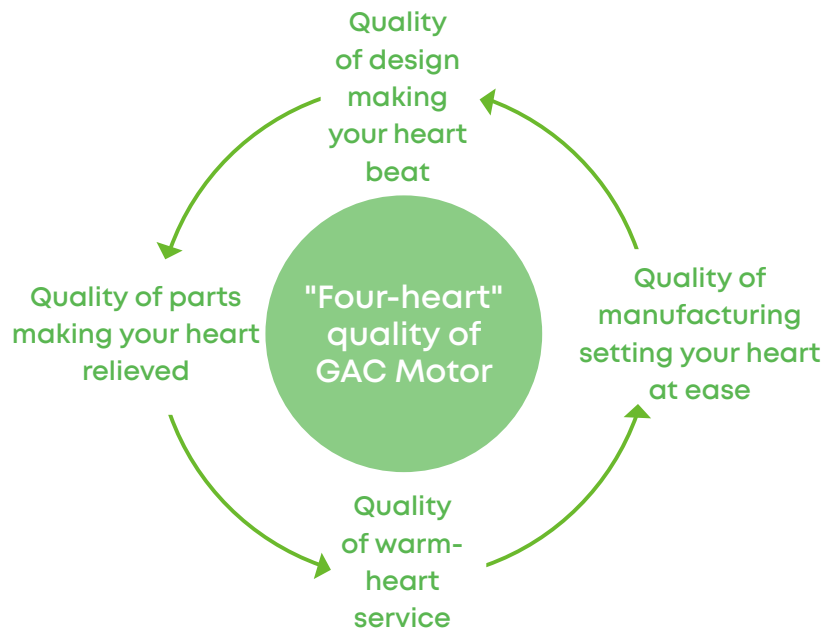 Quality
of design
making
your heart
beat
Quality of parts
making your heart
relieved
"Four-heart"
quality of
GAC Motor
Quality of
manufacturing
setting your heart
at ease
Quality
of warm-
heart
service